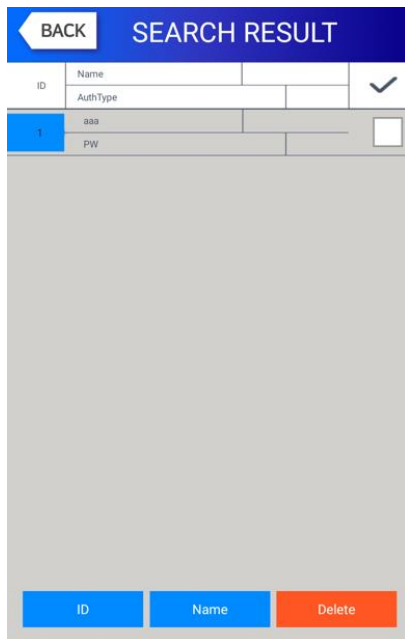 BACK SEARCH RESULT
ID
Name
AuthType
1
aaa
PW
ID Name Delete